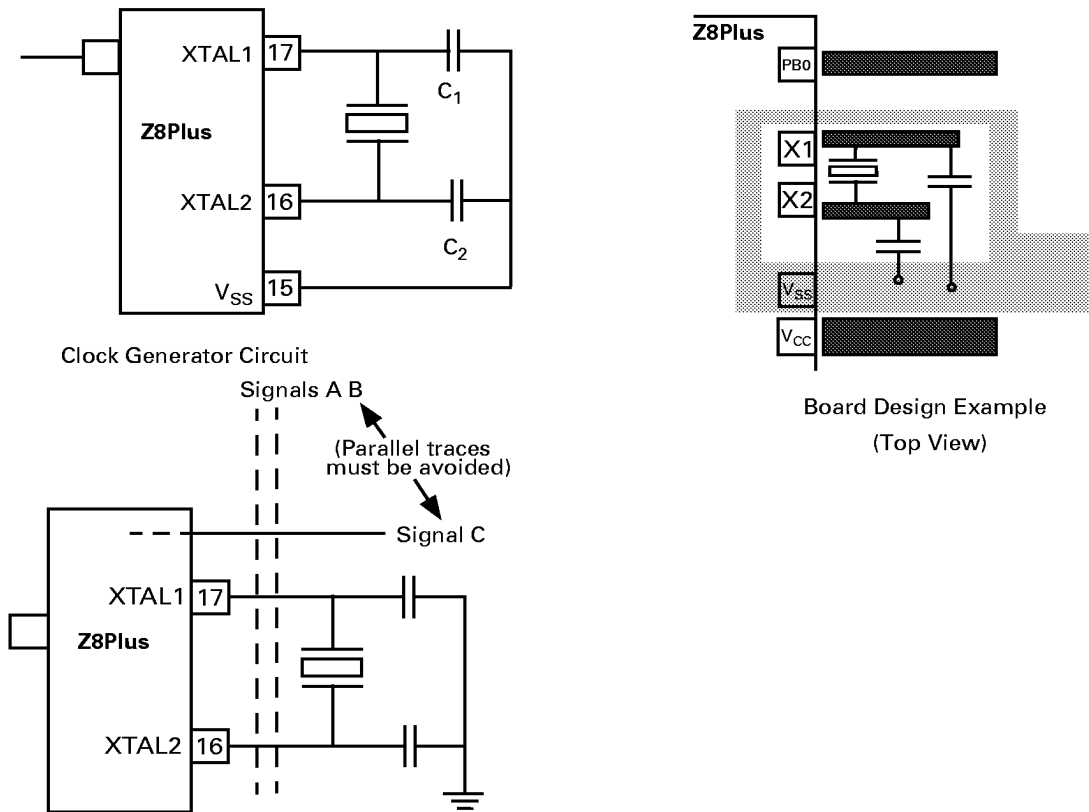 XTAL1
17
C1
Z8Plus
XTAL2
16
C2
VSS
15
Clock Generator Circuit
Z8Plus
PB0
X1
X2
VSS
VCC
Board Design Example
(Top View)
Signals A B
(Parallel traces
must be avoided)
Signal C
XTAL1
17
Z8Plus
XTAL2
16